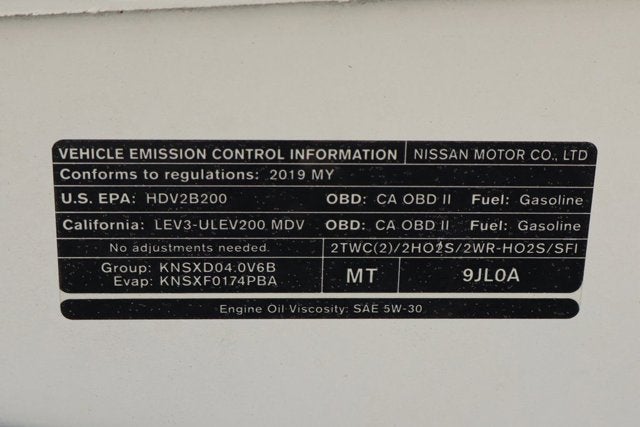 VEHICLE EMISSION CONTROL INFORMATION NISSAN MOTOR CO., LTD
Conforms to regulations: 2019 MY
U.S. EPA: HDV2B200 OBD: CA OBD II Fuel: Gasoline
California: LEV3-ULEV200 MDV OBD: CA OBD II Fuel: Gasoline
No adjustments needed. 2TWC(2)/2HO2S/2WR-HO2S/SFI
Group: KNSXD04.0V6B
Evap: KNSXF0174PBA
MT 9JL0A
Engine Oil Viscosity: SAE 5W-30